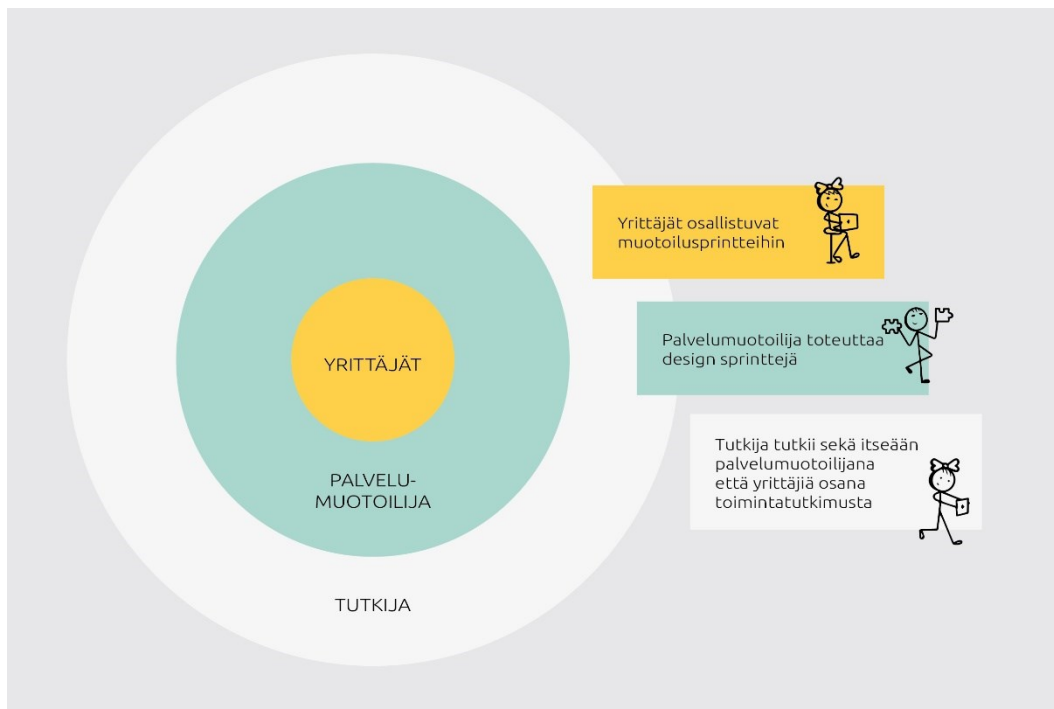 YRITTÄJÄT
PALVELU-
MUOTOILIJA
TUTKIJA
Yrittäjät osallistuvat
muotoilusprintteihin
Palvelumuotoilija toteuttaa
design sprinttejä
Tutkija tutkii sekä itseään
palvelumuotoilijana
että yrittäjiä osana
toimintatutkimusta